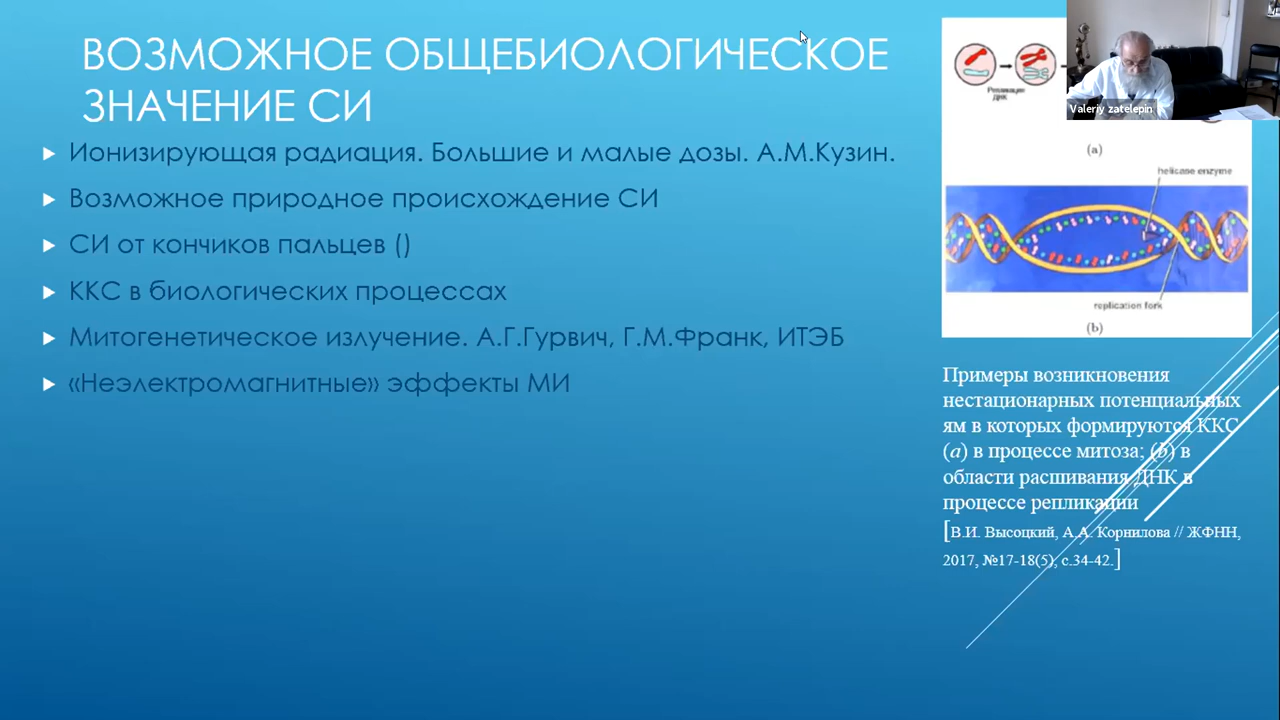 ВОЗМОЖНОЕ ОБЩЕБИОЛОГИЧЕСКОЕ
ЗНАЧЕНИЕ СИ
Ионизирующая радиация. Большие и малые дозы. А.М.Кузин.
Возможное природное происхождение СИ
СИ от кончиков пальцев ()
ККС в биологических процессах
Митогенетическое излучение. А.Г.Гурвич, Г.М.Франк, ИТЭБ
«Неэлектромагнитные» эффекты МИ
Репликация
ДНК
Valeriy zatelepin
(a)
helicase enzyme
replication fork
(b)
Примеры возникновения
нестационарных потенциальных
ям в которых формируются ККС
(a) в процессе митоза; (b) в
области расшивания ДНК в
процессе репликации
[В.И. Высоцкий, А.А. Корнилова // ЖФНН,
2017, №17-18(5), с.34-42.]